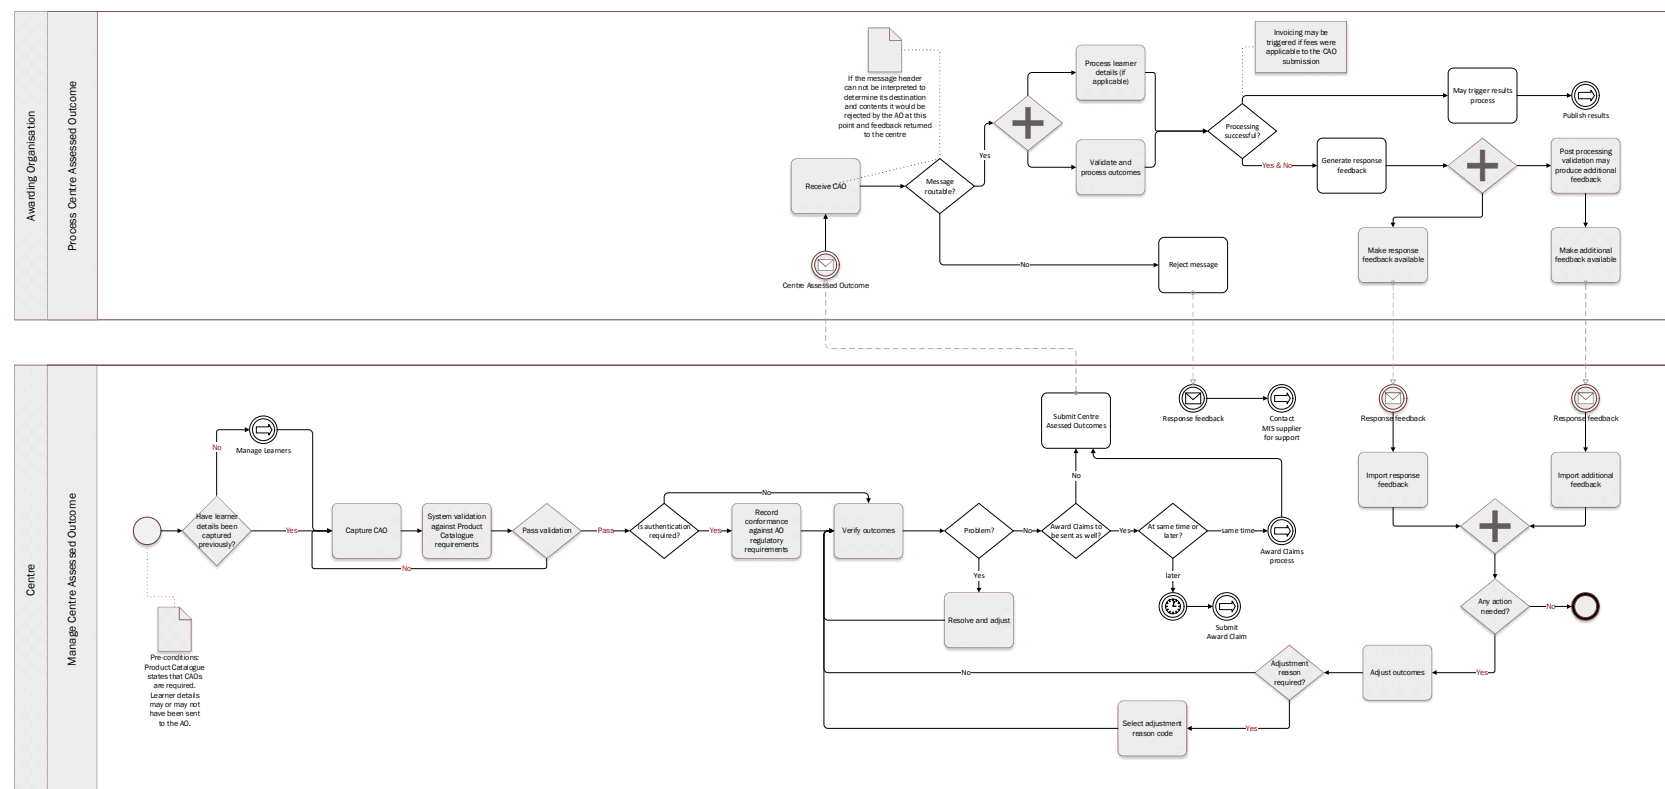 Awarding Organisation
Process Centre Assessed Outcome
If the message header
can not be interpreted to
determine its destination
and contents it would be
rejected by the AO at this
point and feedback returned
to the centre
Receive CAO
Centre Assessed Outcome
Message
routable?
Yes
No
Process learner
details (if
applicable)
Validate and
process outcomes
Reject message
Invoicing may be
triggered if fees were
applicable to the CAO
submission
Processing
successful?
Yes & No
May trigger results
process
Publish results
Generate response
feedback
Post processing
validation may
produce additional
feedback
Make response
feedback available
Make additional
feedback available
Centre
Manage Centre Assessed Outcome
Pre-conditions:
Product Catalogue
states that CAOs
are required.
Learner details
may or may not
have been sent
to the AO.
Have learner
details been
captured
previously?
No
Manage Learners
Yes
Capture CAO
System validation
against Product
Catalogue
requirements
Pass validation
No
Pass
Is authentication
required?
No
Yes
Record
conformance
against AO
regulatory
requirements
Verify outcomes
Problem?
Yes
Resolve and adjust
No
Award Claims to
be sent as well?
No
Submit Centre
Asessed Outcomes
Yes
At same time or
later?
same time
Award Claims
process
later
Submit
Award Claim
Response feedback
Contact
MIS supplier
for support
Response feedback
Response feedback
Import response
feedback
Import additional
feedback
Any action
needed?
No
Yes
Adjust outcomes
Adjustment
reason
required?
No
Yes
Select adjustment
reason code